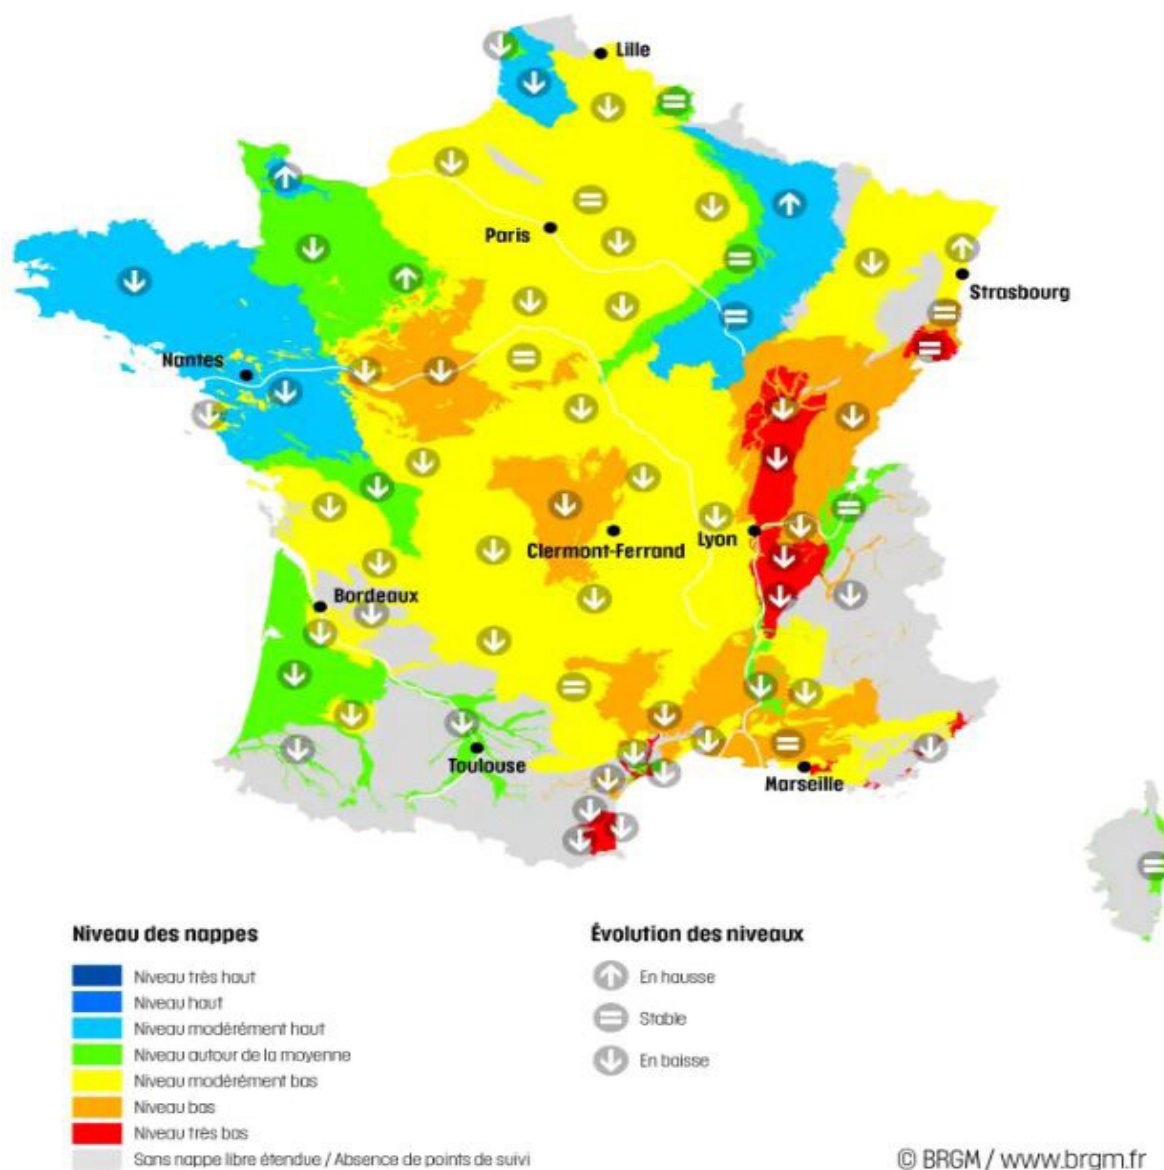 Lille
Paris
Strasbourg
Nantes
Clermont-Ferrand
Lyon
Bordeaux
Toulouse
Marseille
Niveau des nappes
Niveau très haut
Niveau haut
Niveau modérément haut
Niveau autour de la moyenne
Niveau modérément bas
Niveau bas
Niveau très bas
Sans nappe libre étendue / Absence de points de suivi
Évolution des niveaux
En hausse
Stable
En baisse
© BRGM / www.brgm.fr